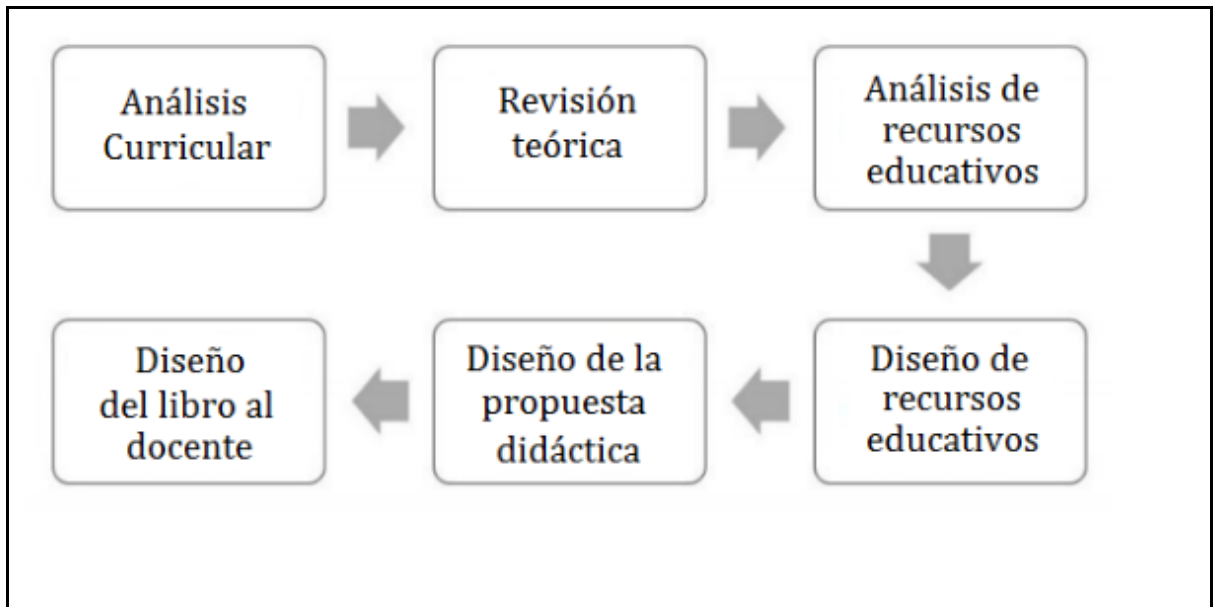 Análisis
Curricular
Revisión
teórica
Análisis de
recursos
educativos
Diseño de
recursos
educativos
Diseño de la
propuesta
didáctica
Diseño
del libro al
docente